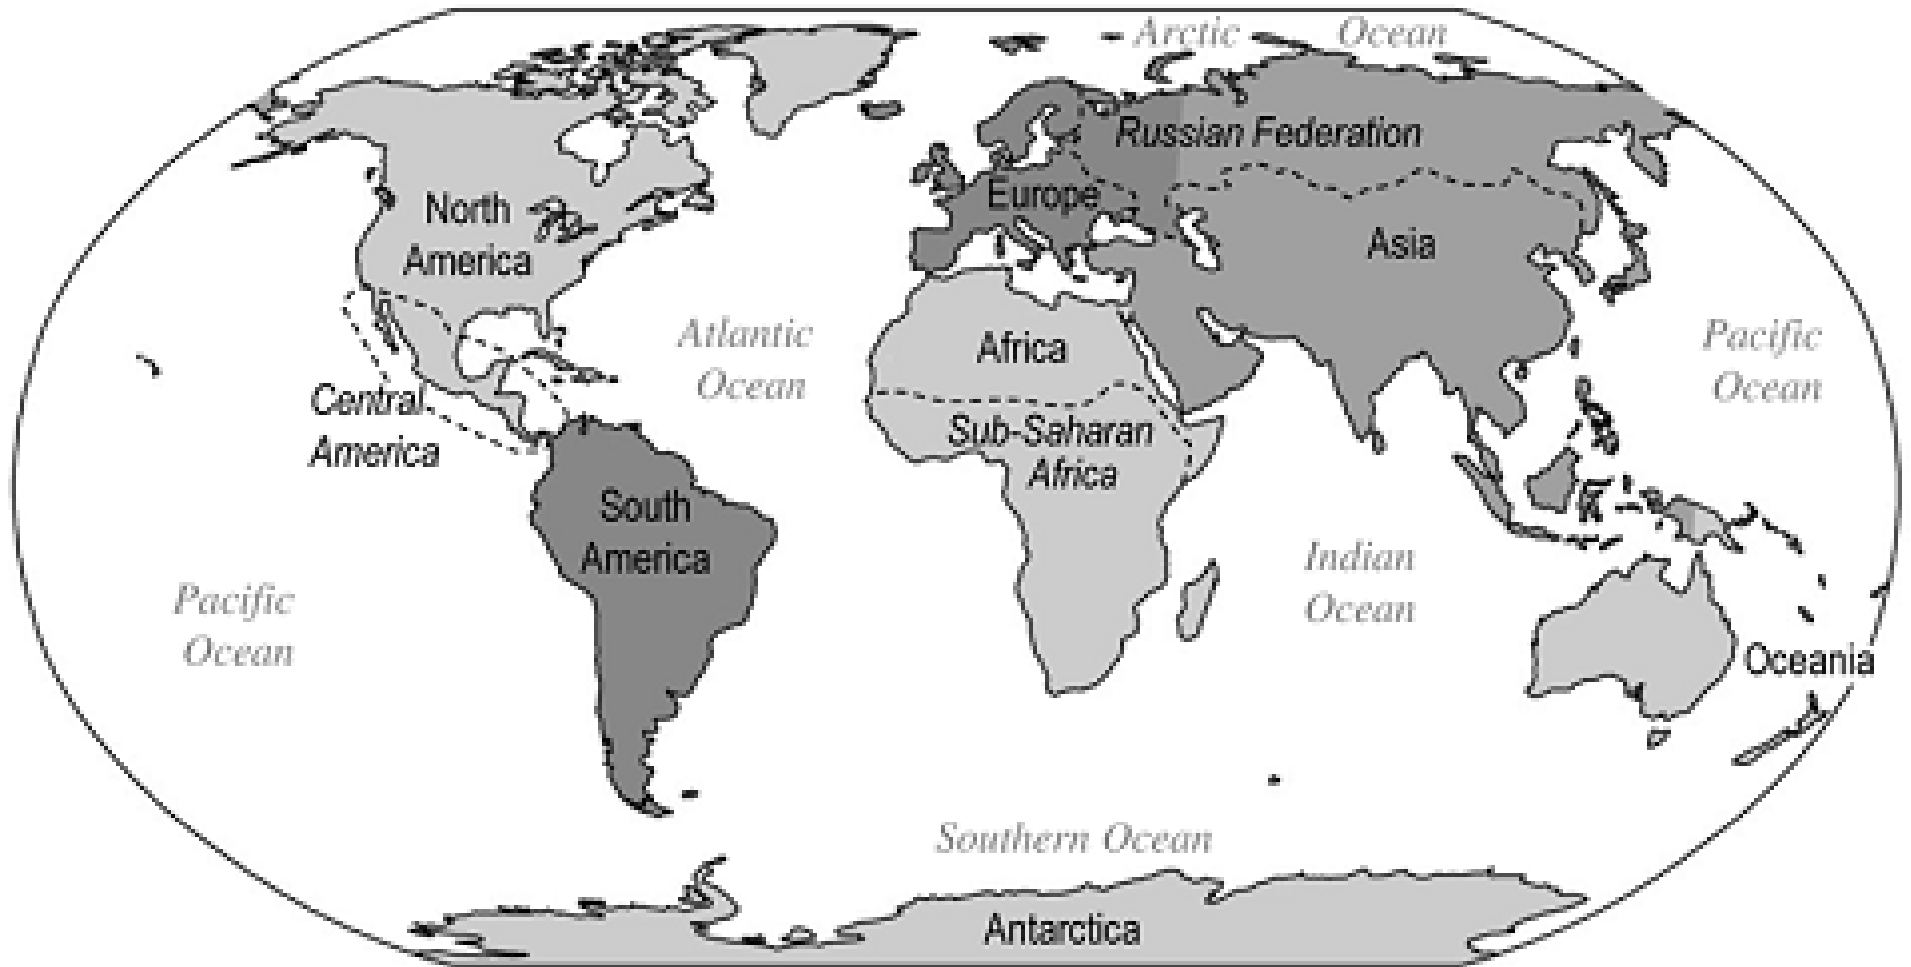 Arctic Ocean
Russian Federation
Europe
North
America
Asia
Atlantic
Ocean
Africa
Pacific
Ocean
Central
America
Sub-Saharan
Africa
South
America
Indian
Ocean
Pacific
Ocean
Oceania
Southern Ocean
Antarctica